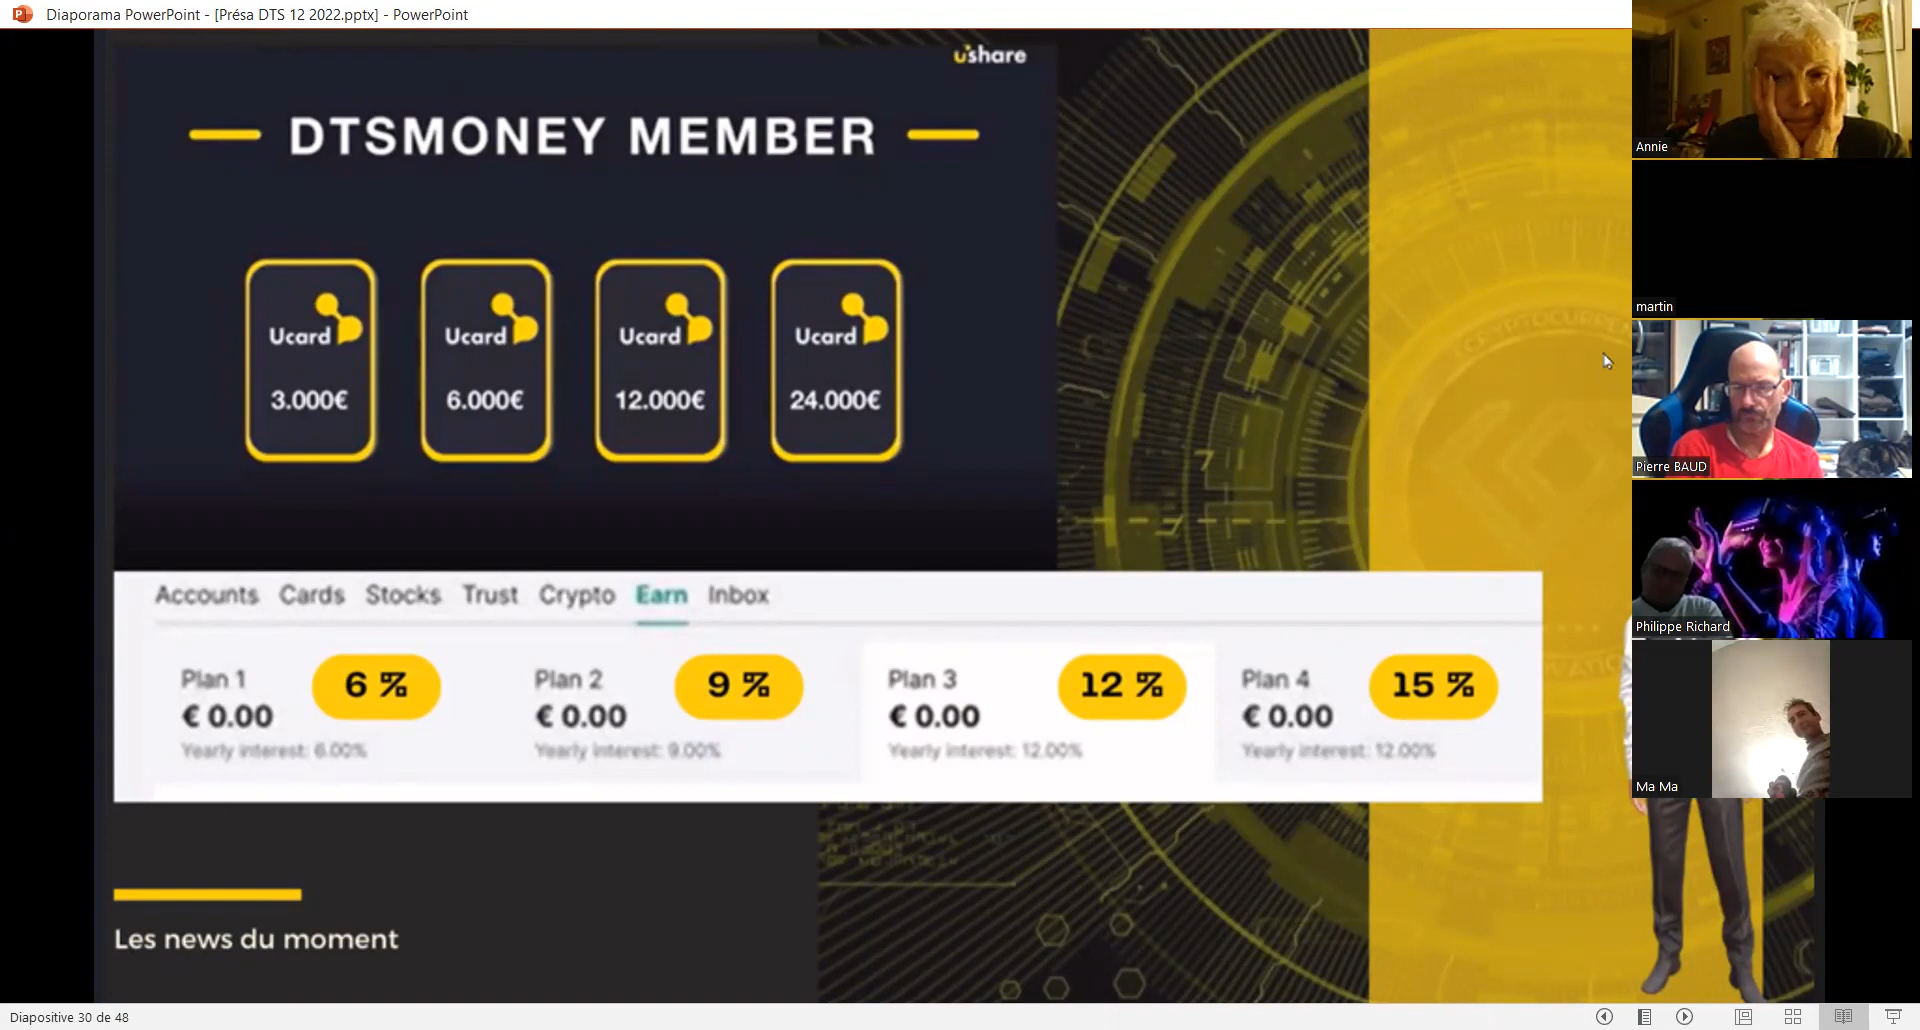 Diaporama PowerPoint - [Présa DTS 12 2022.pptx] - PowerPoint
u'share
DTSMONEY MEMBER
Ucard
3.000€
Ucard
6.000€
Ucard
12.000€
Ucard
24.000€
Accounts Cards Stocks Trust Crypto Earn Inbox
Plan 1
6 %
€ 0.00
Yearly interest: 6.00%
Plan 2
9 %
€ 0.00
Yearly interest: 9.00%
Plan 3
12 %
€ 0.00
Yearly interest: 12.00%
Plan 4
15 %
€ 0.00
Yearly interest: 12.00%
Les news du moment
Annie
martin
Pierre BAUD
Philippe Richard
Ma Ma
Diapositive 30 de 48